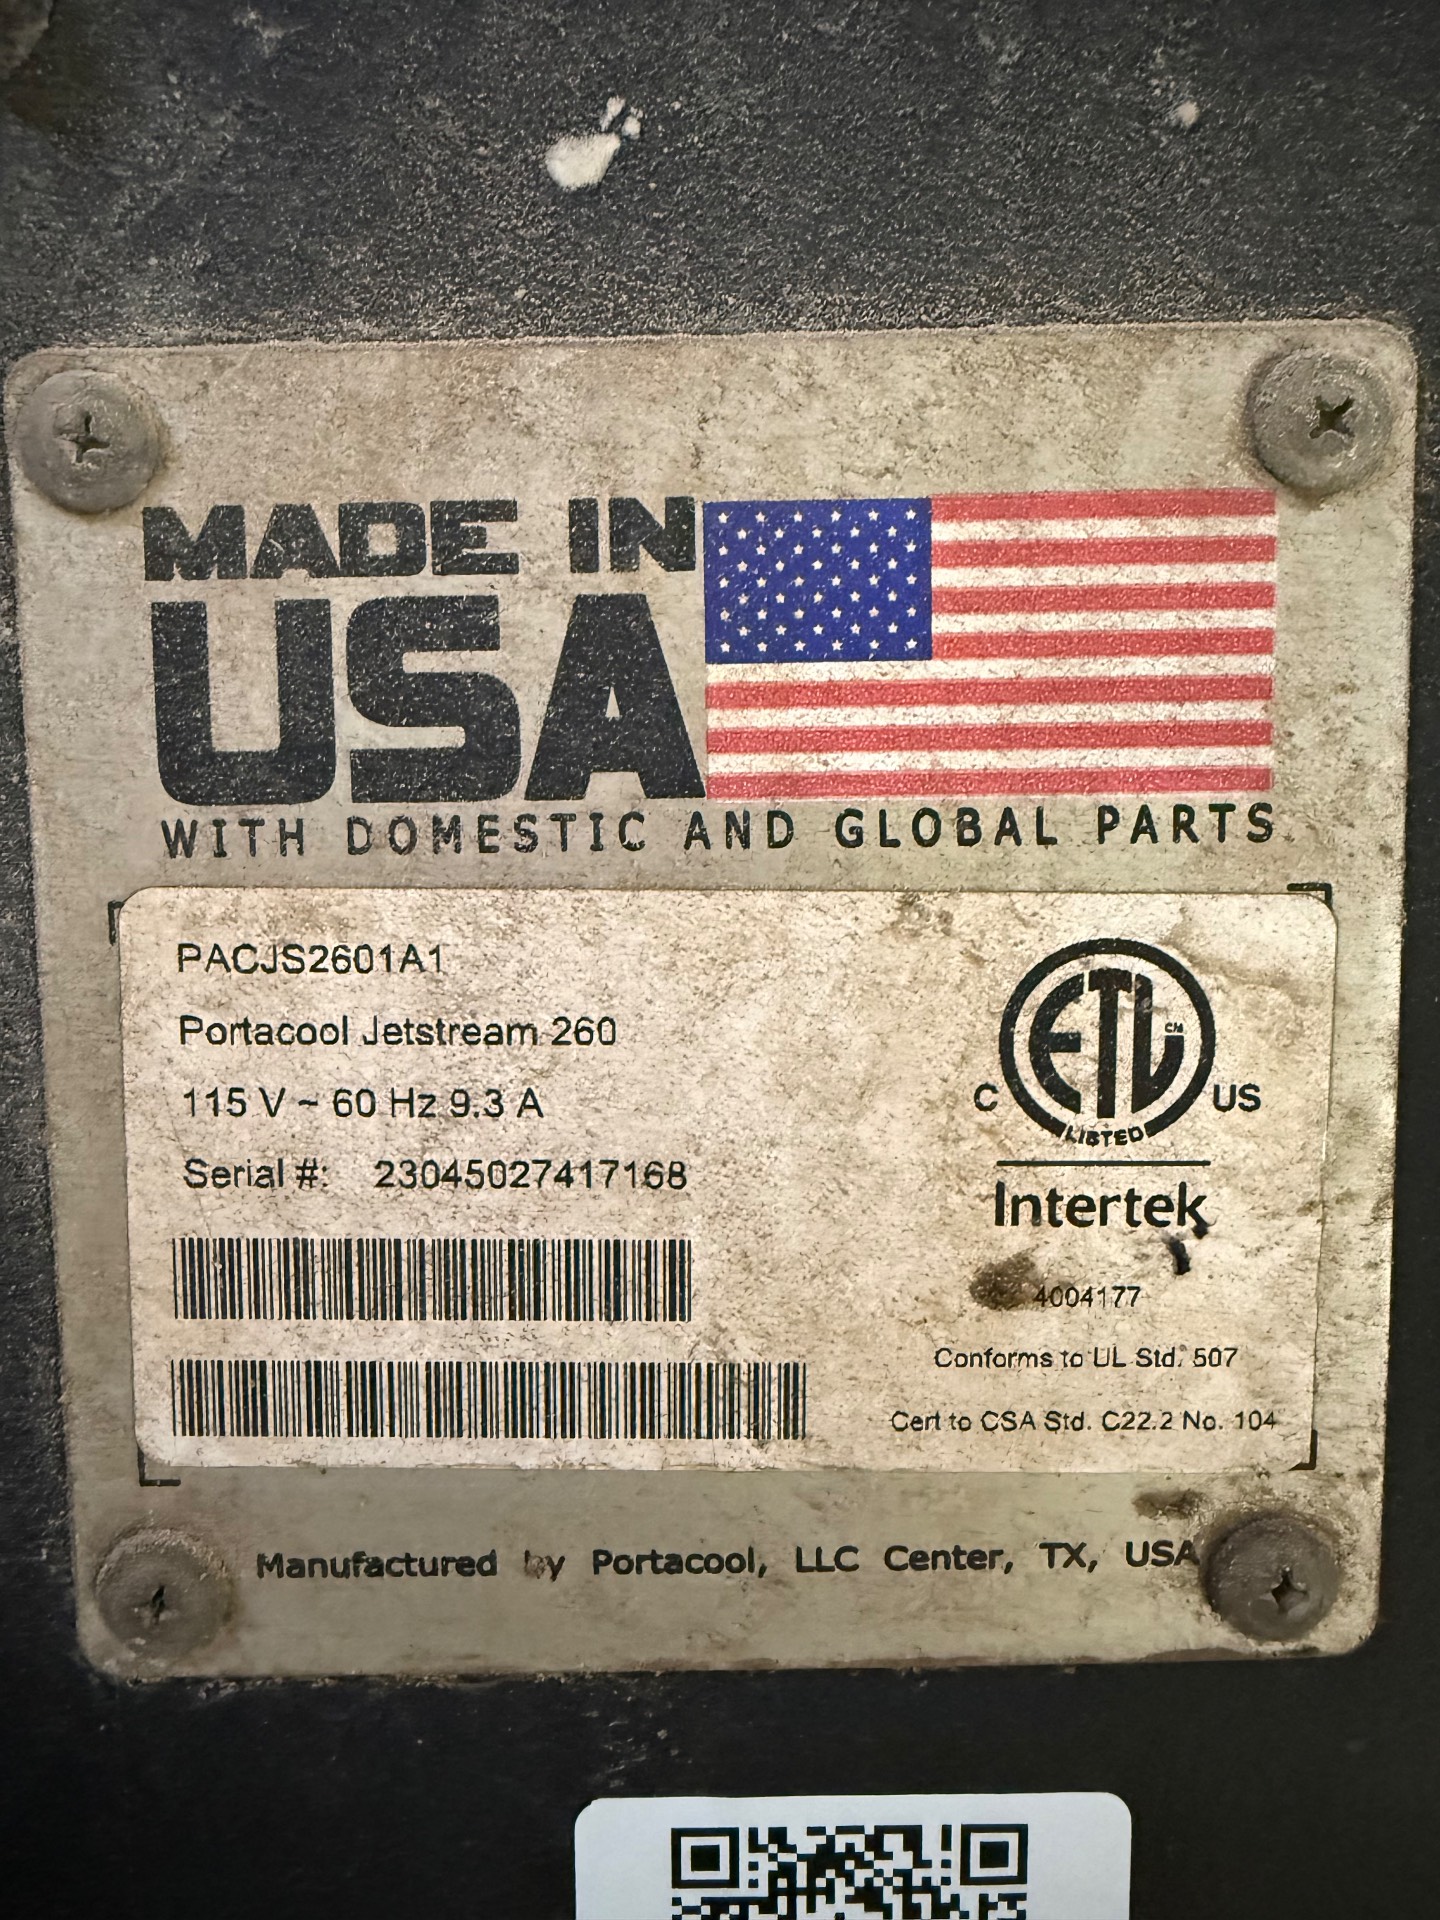 MADE IN
USA
WITH DOMESTIC AND GLOBAL PARTS
PACJS2601A1
Portacool Jetstream 260
115 V ~ 60 Hz 9.3 A
Serial #: 23045027417168
ETL CM
C US
LISTED
Intertek
4004177
Conforms to UL Std. 507
Cert to CSA Std. C22.2 No. 104
Manufactured by Portacool, LLC Center, TX, USA